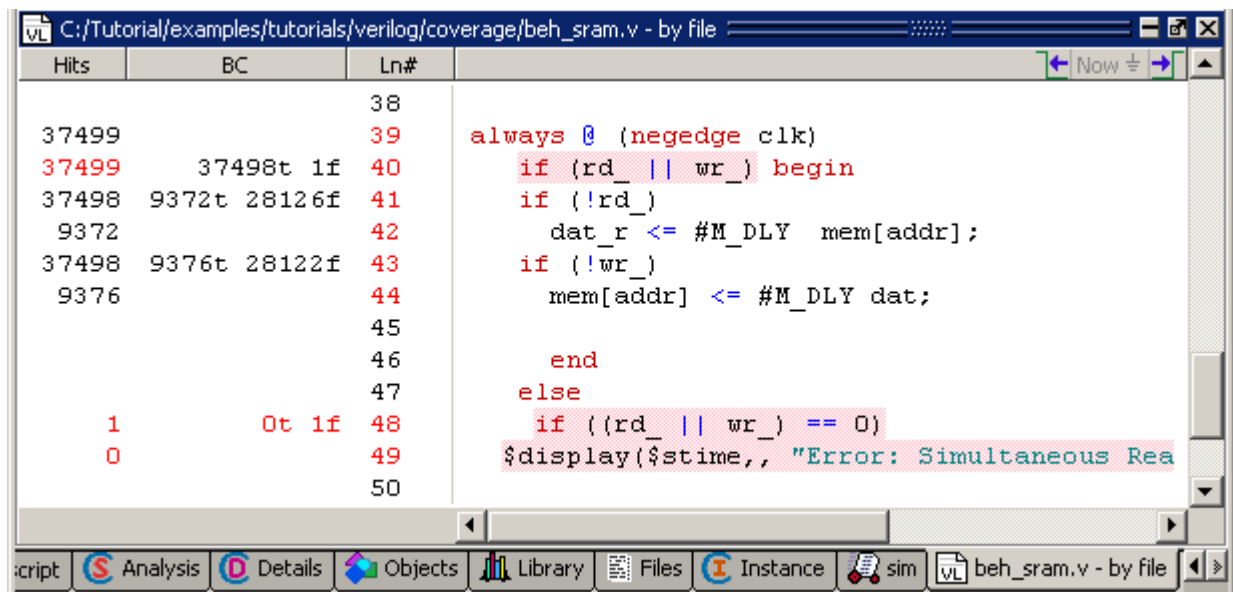 C:/Tutorial/examples/tutorials/verilog/coverage/beh_sram.v - by file
Hits BC Ln# Now
38
37499 39 always @ (negedge clk)
37499 37498t 1f 40 if (rd_ || wr_) begin
37498 9372t 28126f 41 if (!rd_)
9372 42 dat_r <= #M_DLY  mem[addr];
37498 9376t 28122f 43 if (!wr_)
9376 44 mem[addr] <= #M_DLY dat;
45
46 end
47 else
1 0t 1f 48 if ((rd_ || wr_) == 0)
0 49 $display($stime,, "Error: Simultaneous Rea
50
cript Analysis Details Objects Library Files Instance sim beh_sram.v - by file